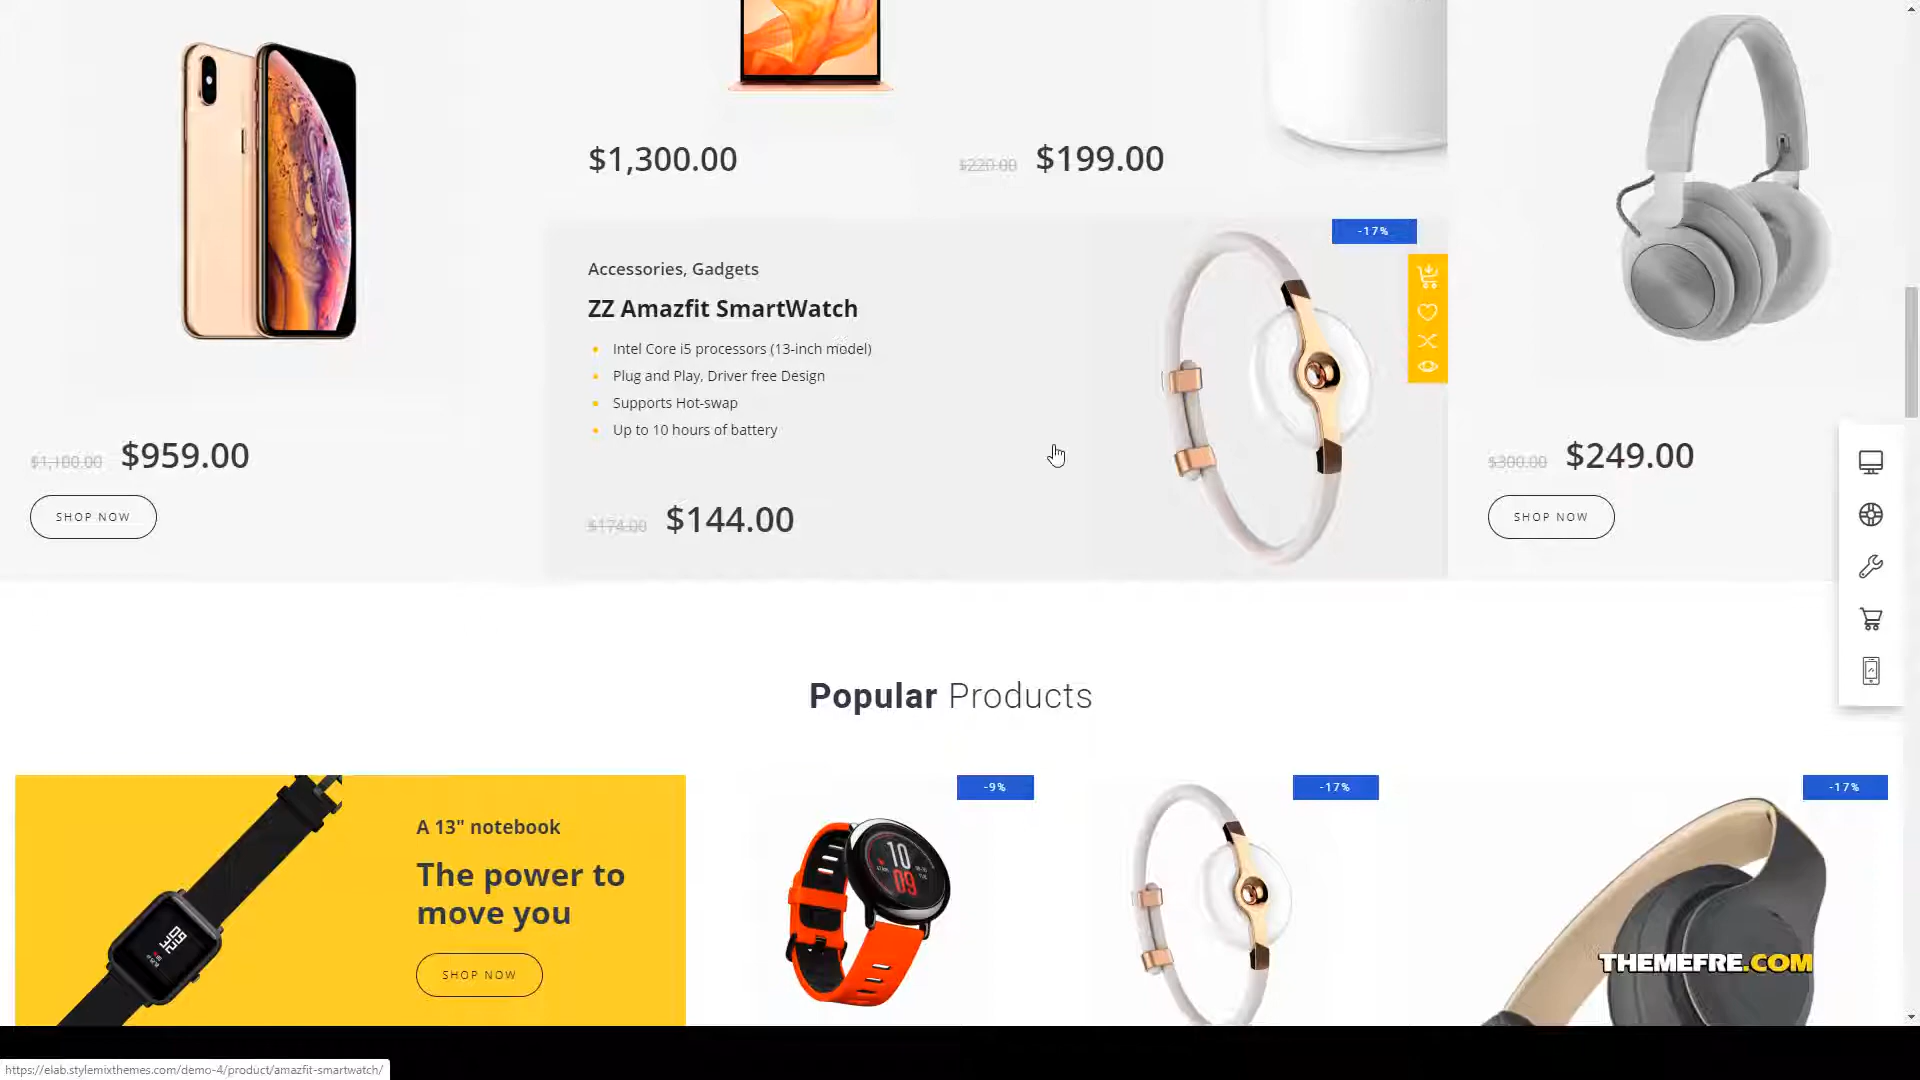 $1,300.00
$220.00 $199.00
-17%
Accessories, Gadgets
ZZ Amazfit SmartWatch
Intel Core i5 processors (13-inch model)
Plug and Play, Driver free Design
Supports Hot-swap
Up to 10 hours of battery
$174.00 $144.00
$1,100.00 $959.00
SHOP NOW
$300.00 $249.00
SHOP NOW
Popular Products
A 13" notebook
The power to
move you
SHOP NOW
-9%
10
09
-17%
-17%
THEMEFRE.COM
https://elab.stylemixthemes.com/demo-4/product/amazfit-smartwatch/